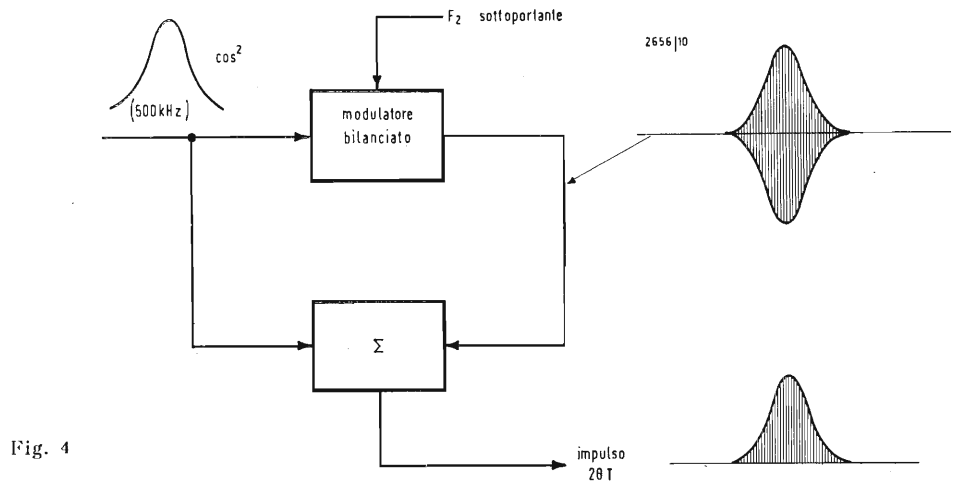 F₂ sottoportante
2656|10
cos²
(500kHz)
modulatore
bilanciato
Σ
Fig. 4
impulso
20 T